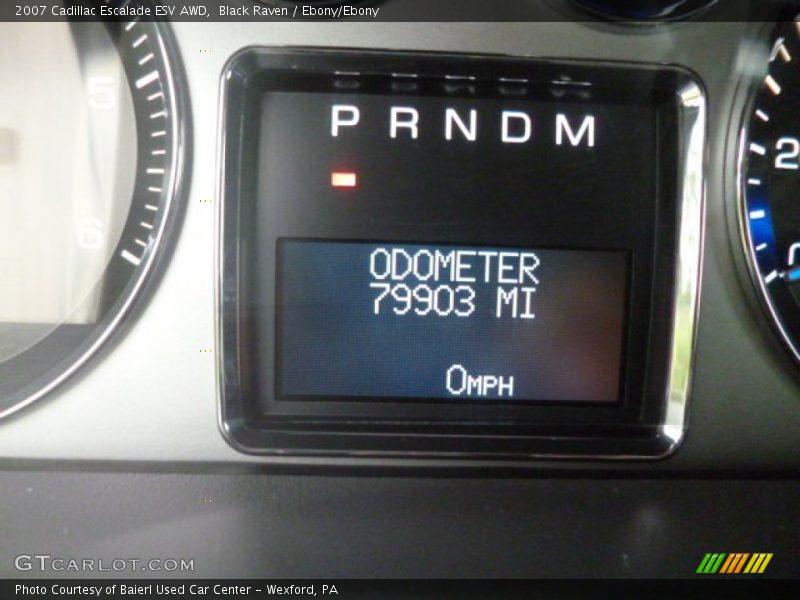 2007 Cadillac Escalade ESV AWD,  Black Raven / Ebony/Ebony
5
6
P R N D M
ODOMETER
79903 MI
0MPH
2
GTCARLOT.COM
Photo Courtesy of Baierl Used Car Center - Wexford, PA